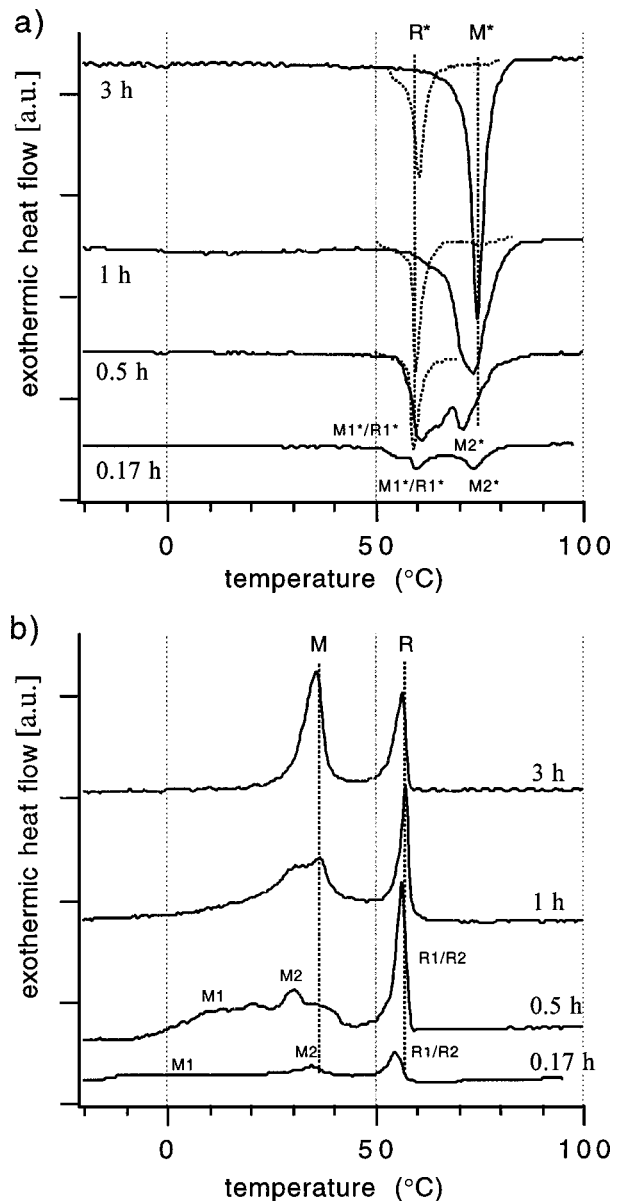 a)
R* M*
exothermic heat flow [a.u.]
3 h
1 h
0.5 h
M1*/R1* M2*
0.17 h
M1*/R1* M2*
0 50 100
temperature (°C)
b)
M R
exothermic heat flow [a.u.]
3 h
1 h
R1/R2
M1 M2
0.5 h
M2 R1/R2
M1 0.17 h
0 50 100
temperature (°C)